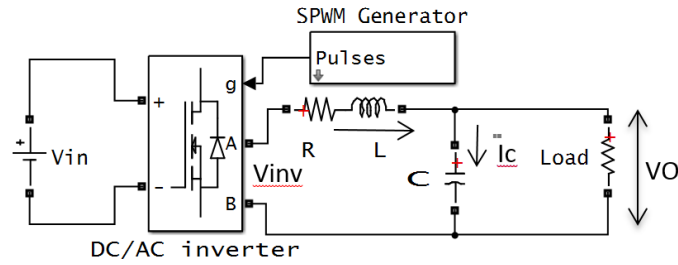 SPWM Generator
Pulses
g
+
+
Vin
A
R
L
Ic
Load
VO
C
Vinv
-
B
DC/AC inverter